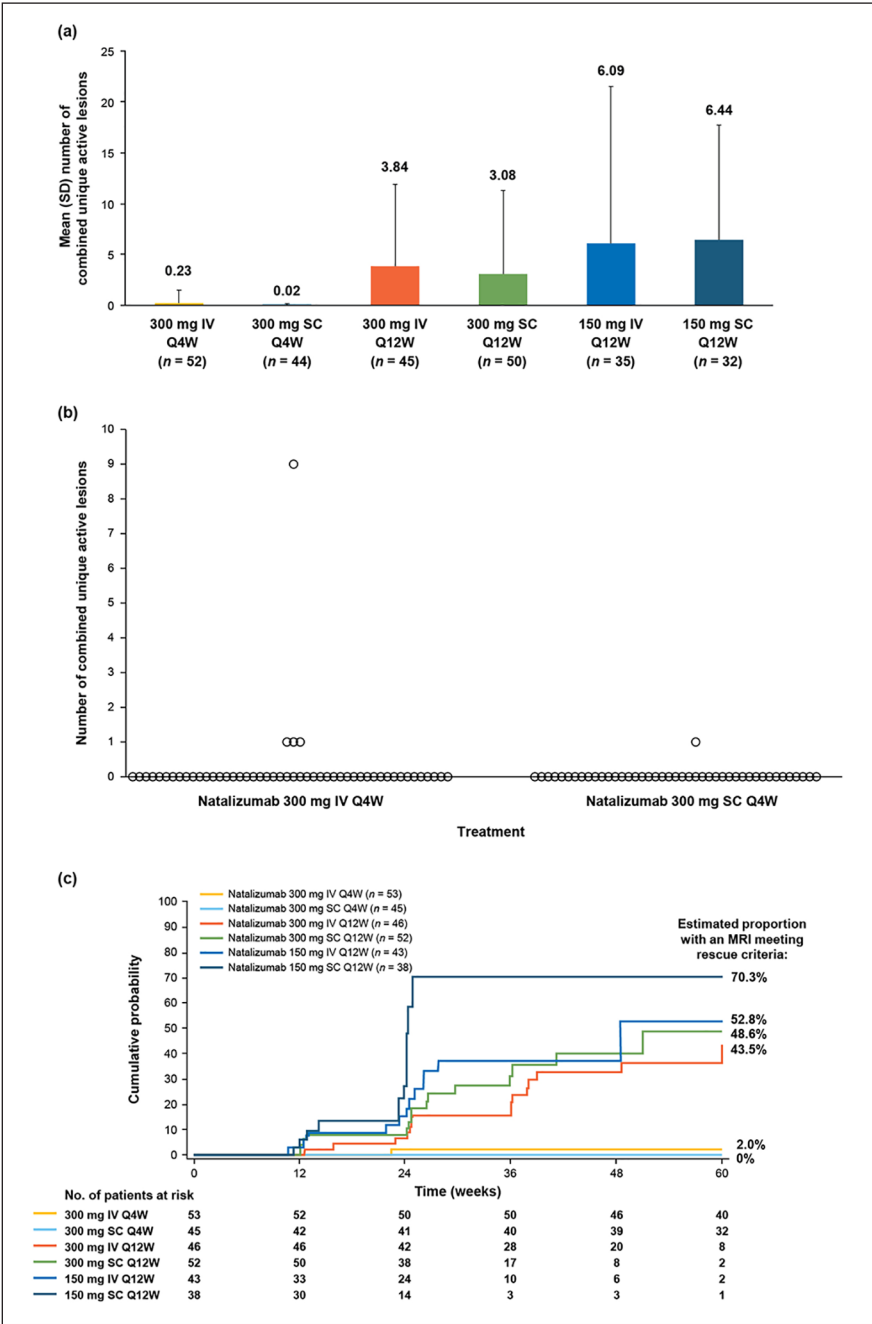 (a)
25
20
15
10
5
0
Mean (SD) number of
combined unique active lesions
0.23
0.02
3.84
3.08
6.09
6.44
300 mg IV
Q4W
(n = 52)
300 mg SC
Q4W
(n = 44)
300 mg IV
Q12W
(n = 45)
300 mg SC
Q12W
(n = 50)
150 mg IV
Q12W
(n = 35)
150 mg SC
Q12W
(n = 32)
(b)
10
9
8
7
6
5
4
3
2
1
0
Number of combined unique active lesions
Natalizumab 300 mg IV Q4W
Natalizumab 300 mg SC Q4W
Treatment
(c)
Natalizumab 300 mg IV Q4W (n = 53)
Natalizumab 300 mg SC Q4W (n = 45)
Natalizumab 300 mg IV Q12W (n = 46)
Natalizumab 300 mg SC Q12W (n = 52)
Natalizumab 150 mg IV Q12W (n = 43)
Natalizumab 150 mg SC Q12W (n = 38)
100
90
80
70
60
50
40
30
20
10
0
Cumulative probability
Estimated proportion
with an MRI meeting
rescue criteria:
70.3%
52.8%
48.6%
43.5%
2.0%
0%
0 12 24 36 48 60
Time (weeks)
No. of patients at risk
300 mg IV Q4W 53 52 50 50 46 40
300 mg SC Q4W 45 42 41 40 39 32
300 mg IV Q12W 46 46 42 28 20 8
300 mg SC Q12W 52 50 38 17 8 2
150 mg IV Q12W 43 33 24 10 6 2
150 mg SC Q12W 38 30 14 3 3 1